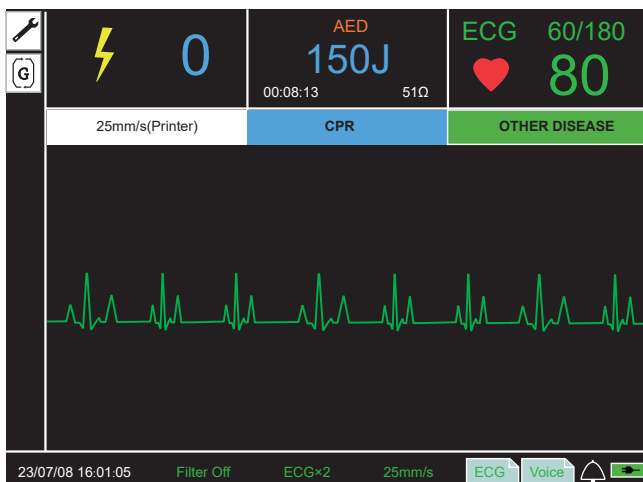 AED
ECG 60/180
0
150J
80
G
00:08:13 51Ω
25mm/s(Printer)
CPR
OTHER DISEASE
23/07/08 16:01:05 Filter Off ECG×2 25mm/s ECG Voice